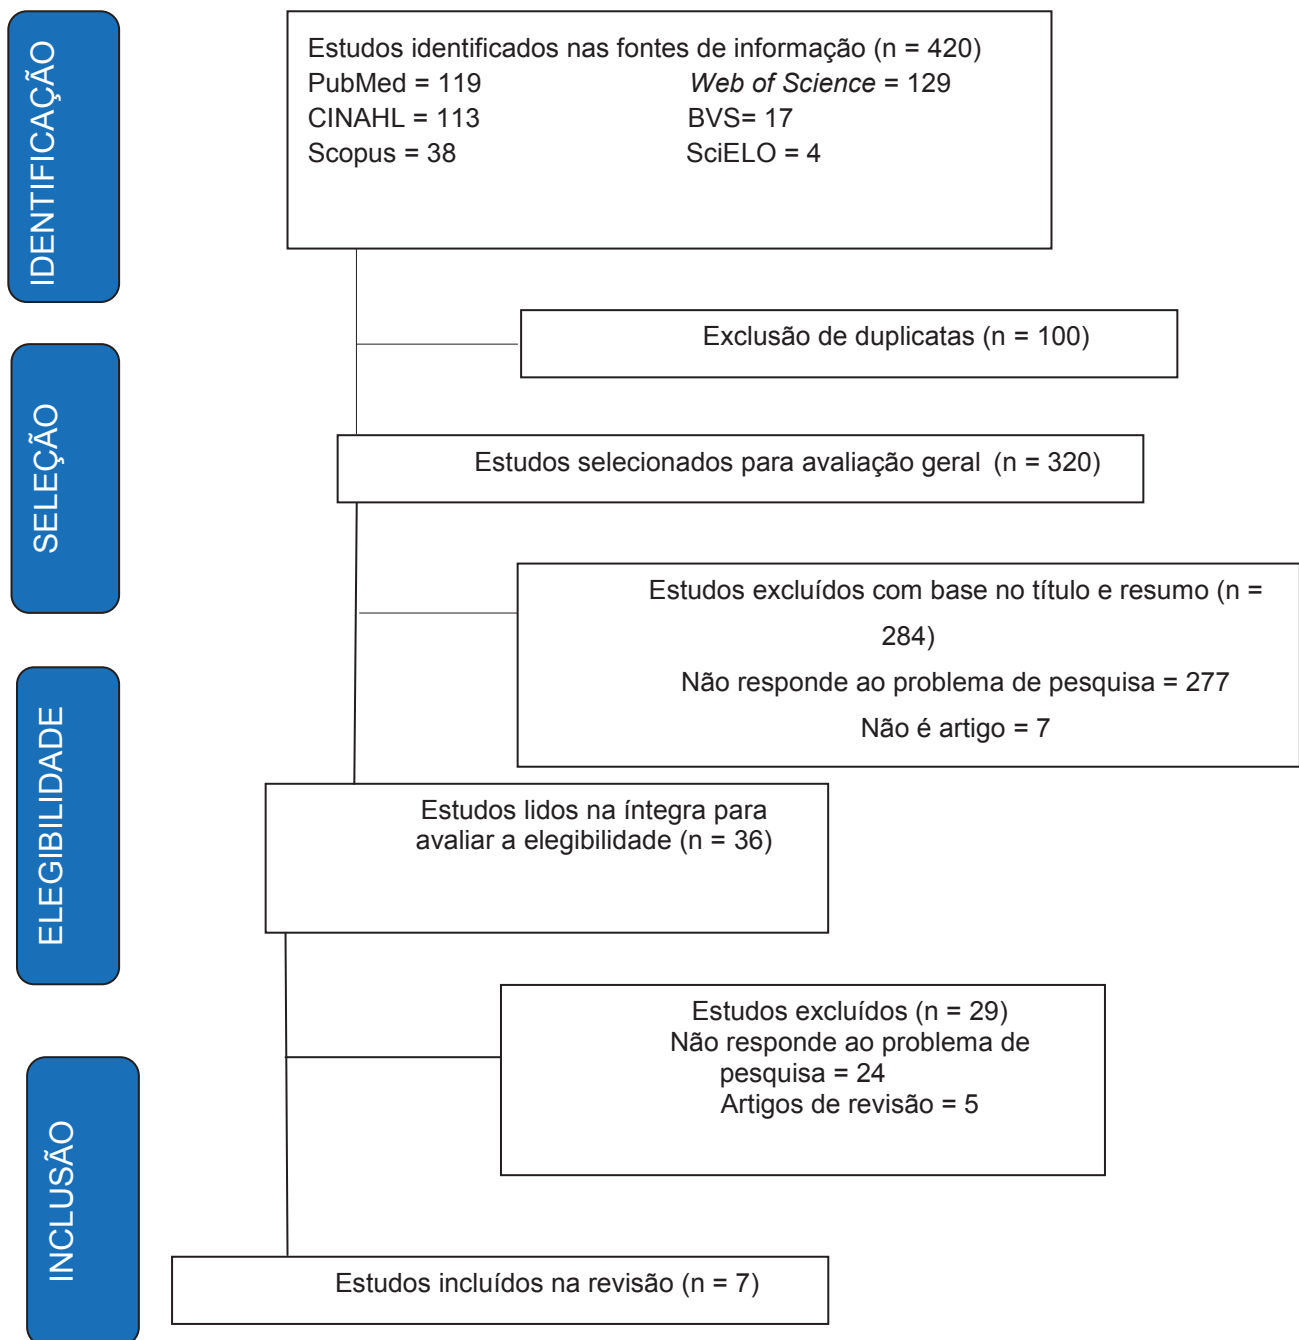 IDENTIFICAÇÃO
Estudos identificados nas fontes de informação (n = 420)
PubMed = 119 Web of Science = 129
CINAHL = 113 BVS= 17
Scopus = 38 SciELO = 4
Exclusão de duplicatas (n = 100)
SELEÇÃO
Estudos selecionados para avaliação geral (n = 320)
Estudos excluídos com base no título e resumo (n =
284)
Não responde ao problema de pesquisa = 277
Não é artigo = 7
ELEGIBILIDADE
Estudos lidos na íntegra para
avaliar a elegibilidade (n = 36)
Estudos excluídos (n = 29)
Não responde ao problema de
pesquisa = 24
Artigos de revisão = 5
INCLUSÃO
Estudos incluídos na revisão (n = 7)